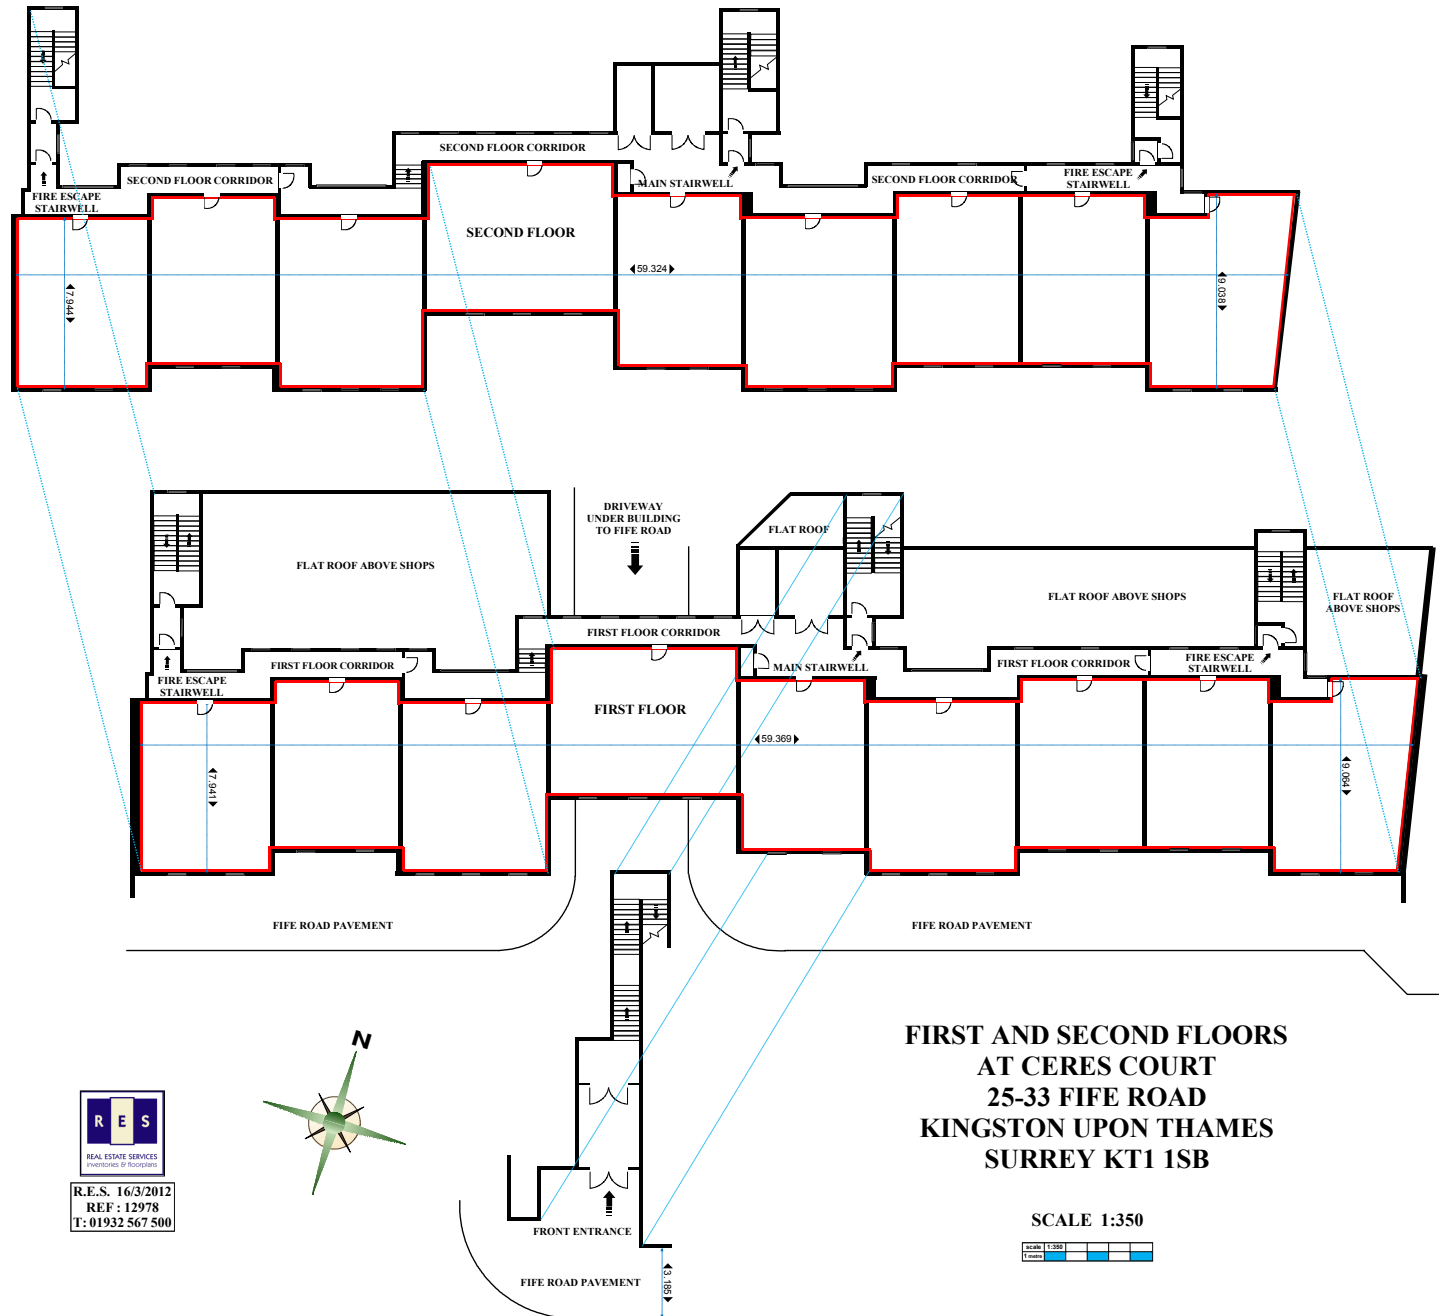 SECOND FLOOR CORRIDOR
SECOND FLOOR CORRIDOR
MAIN STAIRWELL
SECOND FLOOR CORRIDOR
FIRE ESCAPE
STAIRWELL
FIRE ESCAPE
STAIRWELL
SECOND FLOOR
59.324
7.944
9.038
DRIVEWAY
UNDER BUILDING
TO FIFE ROAD
FLAT ROOF
FLAT ROOF ABOVE SHOPS
FLAT ROOF ABOVE SHOPS
FLAT ROOF
ABOVE SHOPS
FIRST FLOOR CORRIDOR
FIRST FLOOR CORRIDOR
MAIN STAIRWELL
FIRST FLOOR CORRIDOR
FIRE ESCAPE
STAIRWELL
FIRE ESCAPE
STAIRWELL
FIRST FLOOR
59.369
7.941
9.064
FIFE ROAD PAVEMENT
FIFE ROAD PAVEMENT
N
FIRST AND SECOND FLOORS
AT CERES COURT
25-33 FIFE ROAD
KINGSTON UPON THAMES
SURREY KT1 1SB
R E S
REAL ESTATE SERVICES
inventories & floorplans
R.E.S. 16/3/2012
REF : 12978
T: 01932 567 500
FRONT ENTRANCE
FIFE ROAD PAVEMENT
3.185
SCALE 1:350
scale 1:350
1 metre